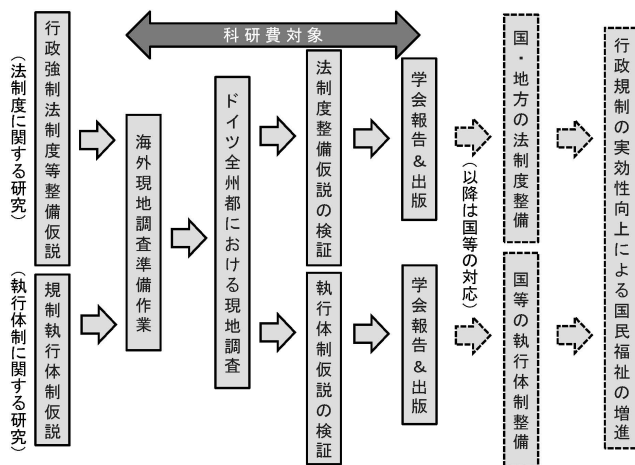 科研費対象
(法制度に関する研究)
行政強制法制度等整備仮説
海外現地調査準備作業
ドイツ全州都における現地調査
法制度整備仮説の検証
学会報告&出版
(以降は国等の対応)
国・地方の法制度整備
行政規制の実効性向上による国民福祉の増進
(執行体制に関する研究)
規制執行体制仮説
執行体制仮説の検証
学会報告&出版
国等の執行体制整備